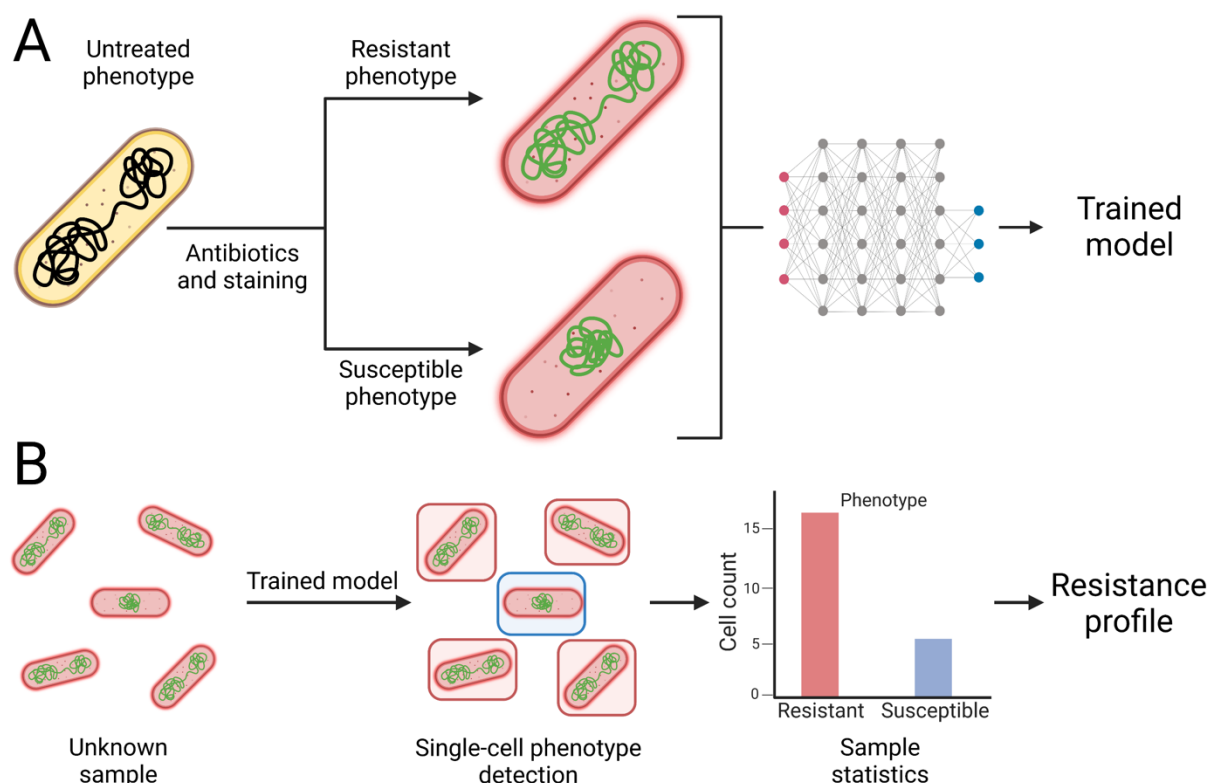 A
Untreated
phenotype
Resistant
phenotype
Antibiotics
and staining
Susceptible
phenotype
Trained
model
B
Unknown
sample
Trained model
Single-cell phenotype
detection
Phenotype
Cell count
15
10
5
0
Resistant
Susceptible
Sample
statistics
Resistance
profile